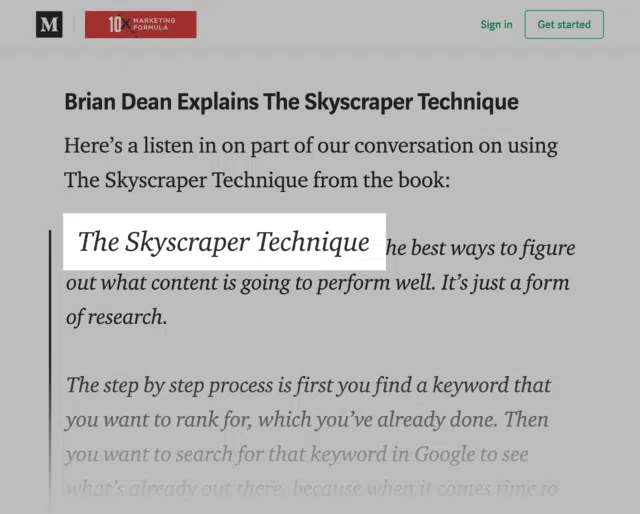 M 10X MARKETING FORMULA Sign in Get started
Brian Dean Explains The Skyscraper Technique
Here’s a listen in on part of our conversation on using
The Skyscraper Technique from the book:
The Skyscraper Technique he best ways to figure
out what content is going to perform well. It’s just a form
of research.
The step by step process is first you find a keyword that
you want to rank for, which you’ve already done. Then
you want to search for that keyword in Google to see
what’s already out there, because when it comes time to